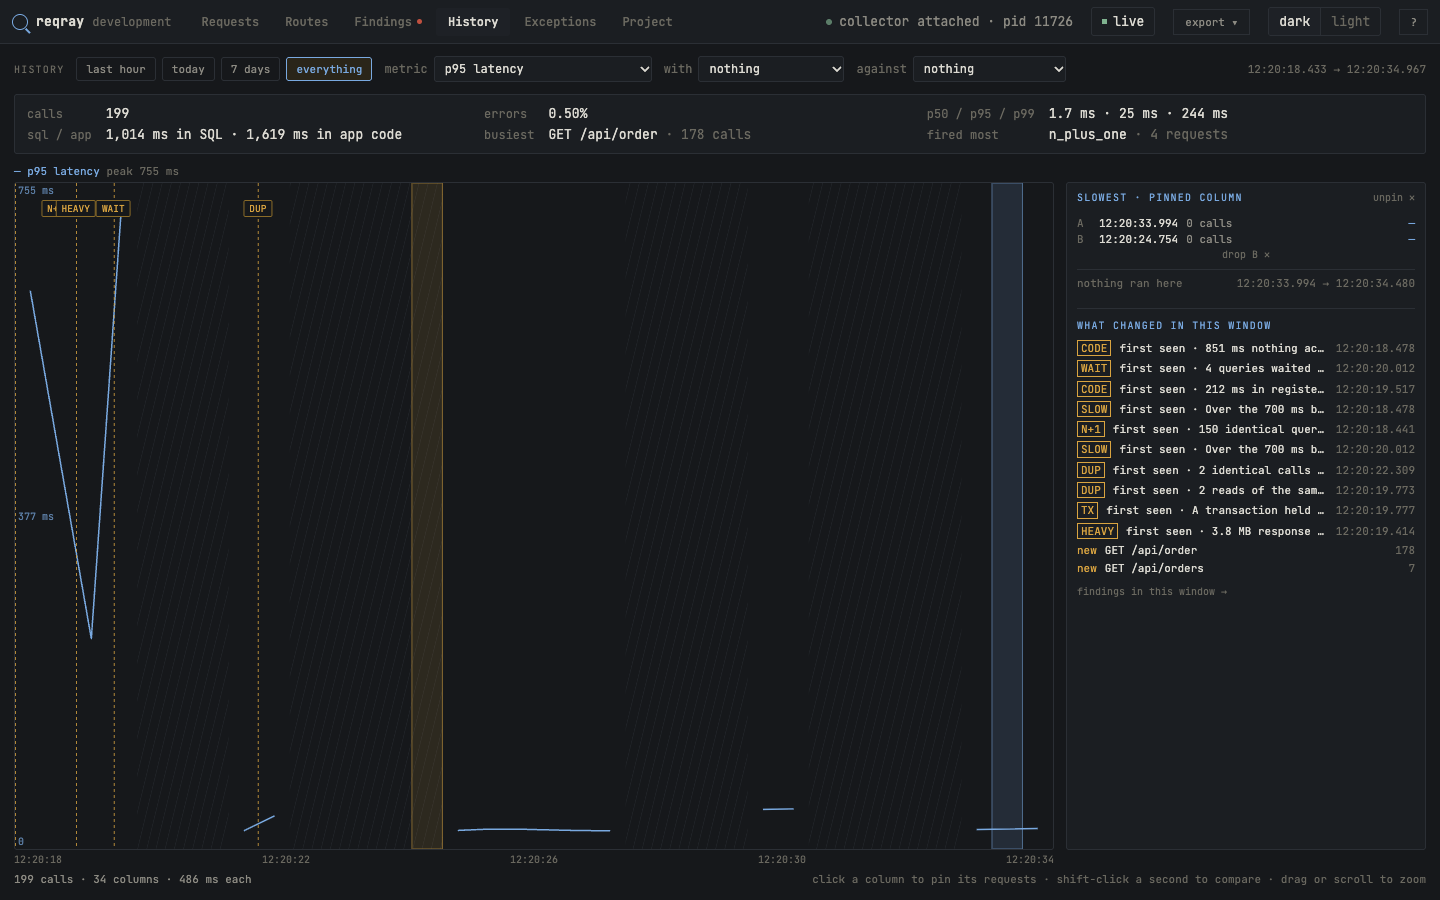 reqray development Requests Routes Findings History Exceptions Project collector attached · pid 11726 live export ▾ dark light ?
HISTORY last hour today 7 days everything metric p95 latency with nothing against nothing 12:20:18.433 → 12:20:34.967
calls 199 errors 0.50% p50 / p95 / p99 1.7 ms · 25 ms · 244 ms
sql / app 1,014 ms in SQL · 1,619 ms in app code busiest GET /api/order · 178 calls fired most n_plus_one · 4 requests
— p95 latency peak 755 ms
755 ms
N+ HEAVY WAIT DUP
377 ms
0
12:20:18 12:20:22 12:20:26 12:20:30 12:20:34
SLOWEST · PINNED COLUMN unpin ×
A 12:20:33.994 0 calls —
B 12:20:24.754 0 calls —
drop B ×
nothing ran here 12:20:33.994 → 12:20:34.480
WHAT CHANGED IN THIS WINDOW
CODE first seen · 851 ms nothing ac… 12:20:18.478
WAIT first seen · 4 queries waited … 12:20:20.012
CODE first seen · 212 ms in registe… 12:20:19.517
SLOW first seen · Over the 700 ms b… 12:20:18.478
N+1 first seen · 150 identical quer… 12:20:18.441
SLOW first seen · Over the 700 ms b… 12:20:20.012
DUP first seen · 2 identical calls … 12:20:22.309
DUP first seen · 2 reads of the sam… 12:20:19.773
TX first seen · A transaction held … 12:20:19.777
HEAVY first seen · 3.8 MB response … 12:20:19.414
new GET /api/order 178
new GET /api/orders 7
findings in this window →
199 calls · 34 columns · 486 ms each click a column to pin its requests · shift-click a second to compare · drag or scroll to zoom